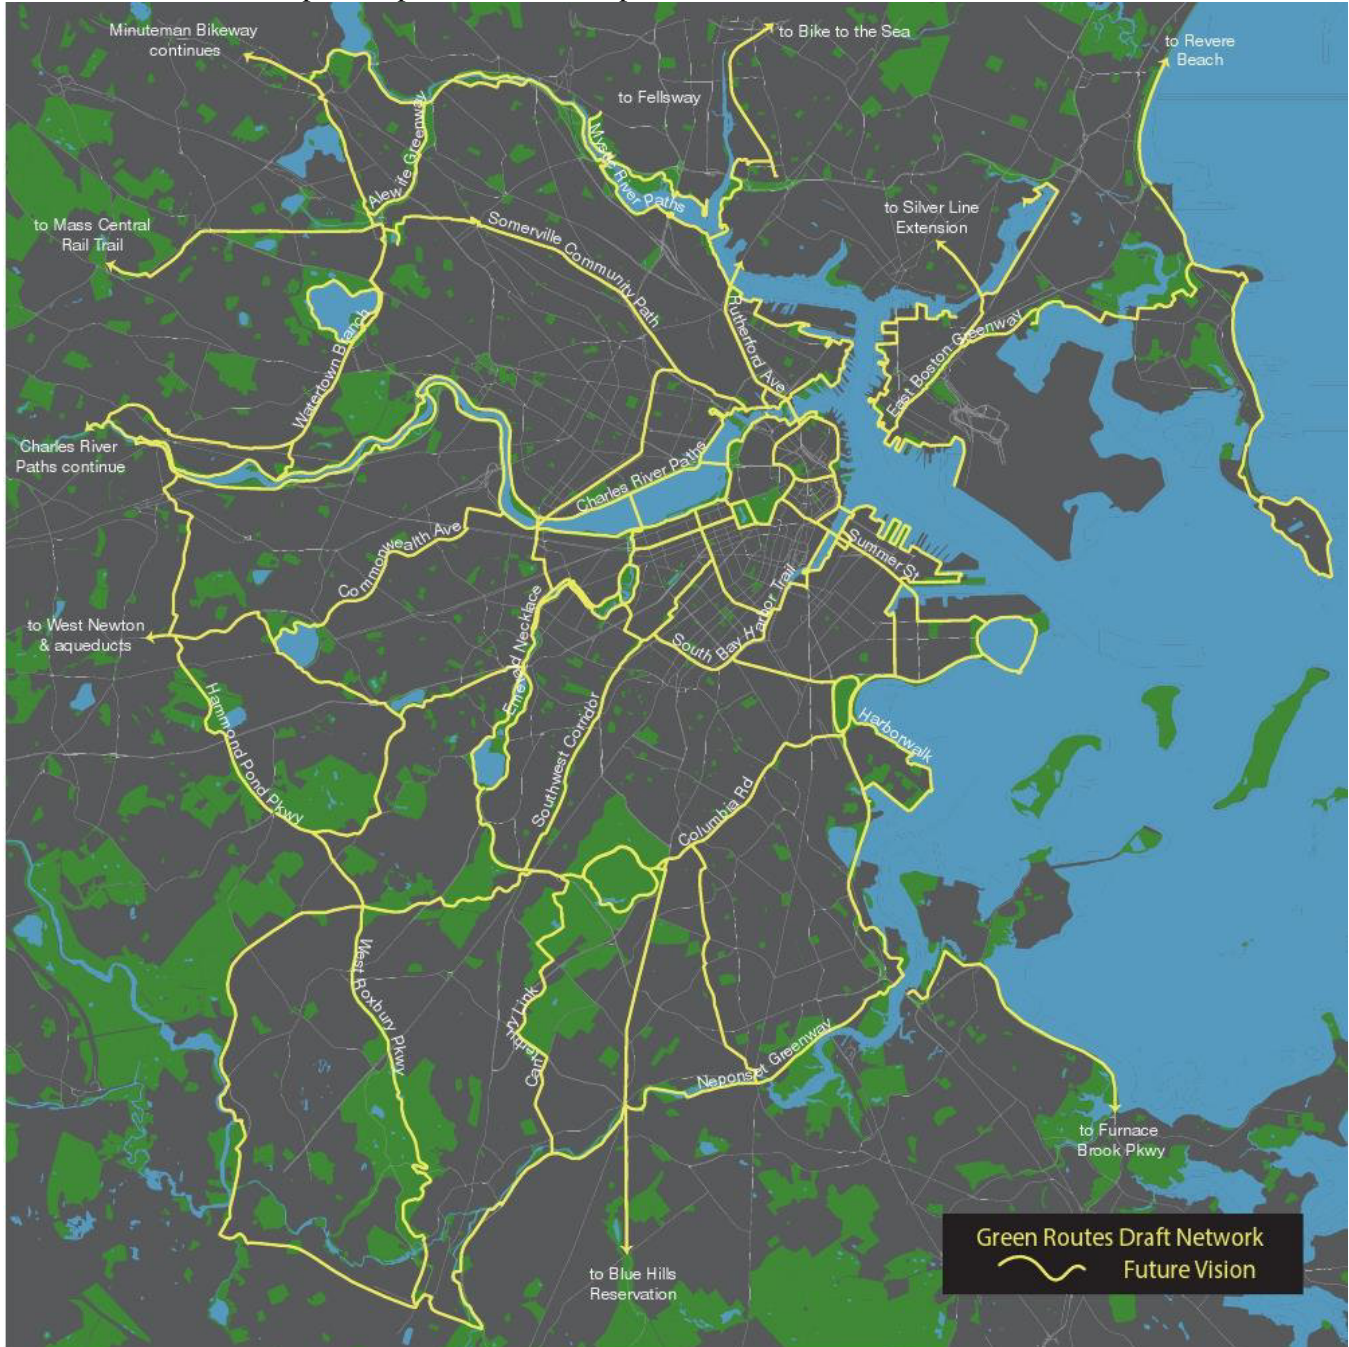 Minuteman Bikeway
continues
to Bike to the Sea
to Revere
Beach
to Fellsway
Alewife Greenway
Mystic River Paths
to Mass Central
Rail Trail
Somerville Community Path
to Silver Line
Extension
Rutherford Ave
East Boston Greenway
Watertown Branch
Charles River
Paths continue
Charles River Paths
Commonwealth Ave
Summer St
to West Newton
& aqueducts
Emerald Necklace
South Bay Harbor Trail
Hammond Pond Pkwy
Southwest Corridor
Harborwalk
Columbia Rd
West Roxbury Pkwy
Canterbury Link
Neponset Greenway
to Furnace
Brook Pkwy
to Blue Hills
Reservation
Green Routes Draft Network
Future Vision